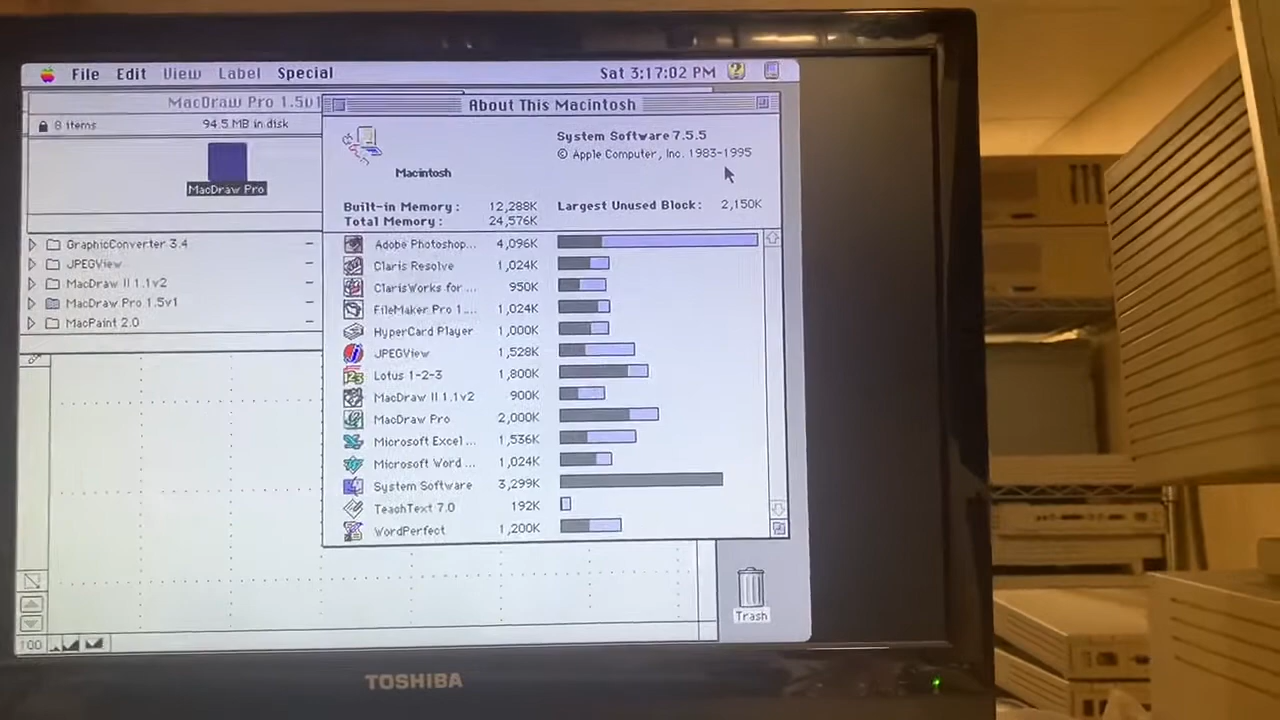 File Edit View Label Special Sat 3:17:02 PM
MacDraw Pro 1.5v1
8 items 94.5 MB in disk
MacDraw Pro
GraphicConverter 3.4 –
JPEGView –
MacDraw II 1.1v2 –
MacDraw Pro 1.5v1 –
MacPaint 2.0 –
100
About This Macintosh
Macintosh
System Software 7.5.5
© Apple Computer, Inc. 1983-1995
Built-in Memory: 12,288K Largest Unused Block: 2,150K
Total Memory: 24,576K
Adobe Photoshop... 4,096K
Claris Resolve 1,024K
ClarisWorks for ... 950K
FileMaker Pro 1.... 1,024K
HyperCard Player 1,000K
JPEGView 1,528K
Lotus 1-2-3 1,800K
MacDraw II 1.1v2 900K
MacDraw Pro 2,000K
Microsoft Excel ... 1,536K
Microsoft Word ... 1,024K
System Software 3,299K
TeachText 7.0 192K
WordPerfect 1,200K
Trash
TOSHIBA